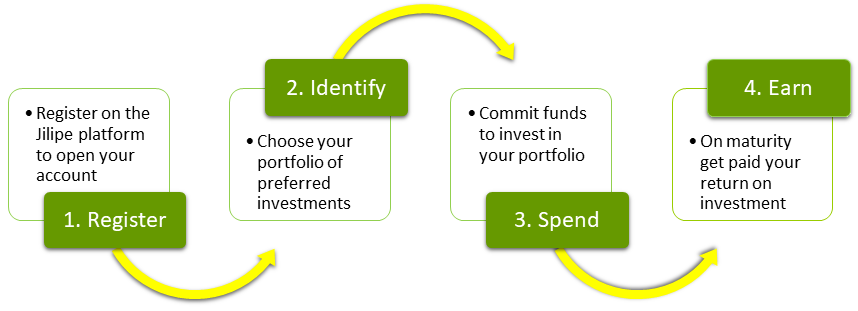 • Register on the
Jilipe platform
to open your
account
1. Register
2. Identify
• Choose your
portfolio of
preferred
investments
• Commit funds
to invest in
your portfolio
3. Spend
4. Earn
• On maturity
get paid your
return on
investment